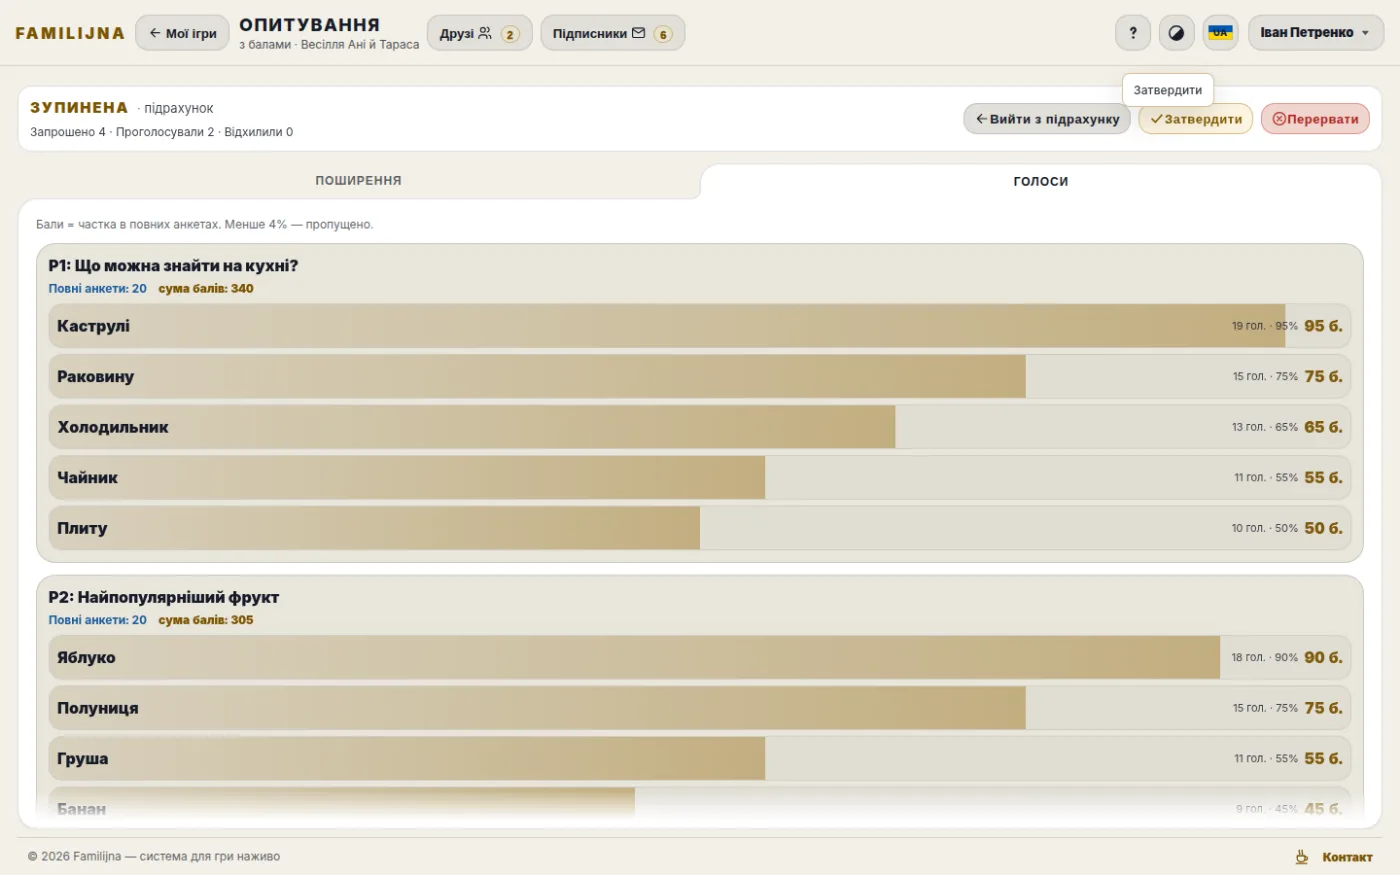 FAMILIJNA
← Мої ігри
ОПИТУВАННЯ
з балами · Весілля Ані й Тараса
Друзі 2
Підписники 6
?
UA
Іван Петренко
Затвердити
ЗУПИНЕНА · підрахунок
Запрошено 4 · Проголосували 2 · Відхилили 0
←Вийти з підрахунку
✓Затвердити
Перервати
ПОШИРЕННЯ
ГОЛОСИ
Бали = частка в повних анкетах. Менше 4% — пропущено.
P1: Що можна знайти на кухні?
Повні анкети: 20 сума балів: 340
Каструлі 19 гол. · 95% 95 б.
Раковину 15 гол. · 75% 75 б.
Холодильник 13 гол. · 65% 65 б.
Чайник 11 гол. · 55% 55 б.
Плиту 10 гол. · 50% 50 б.
P2: Найпопулярніший фрукт
Повні анкети: 20 сума балів: 305
Яблуко 18 гол. · 90% 90 б.
Полуниця 15 гол. · 75% 75 б.
Груша 11 гол. · 55% 55 б.
Банан 9 гол. · 45% 45 б.
© 2026 Familijna — система для гри наживо
Контакт